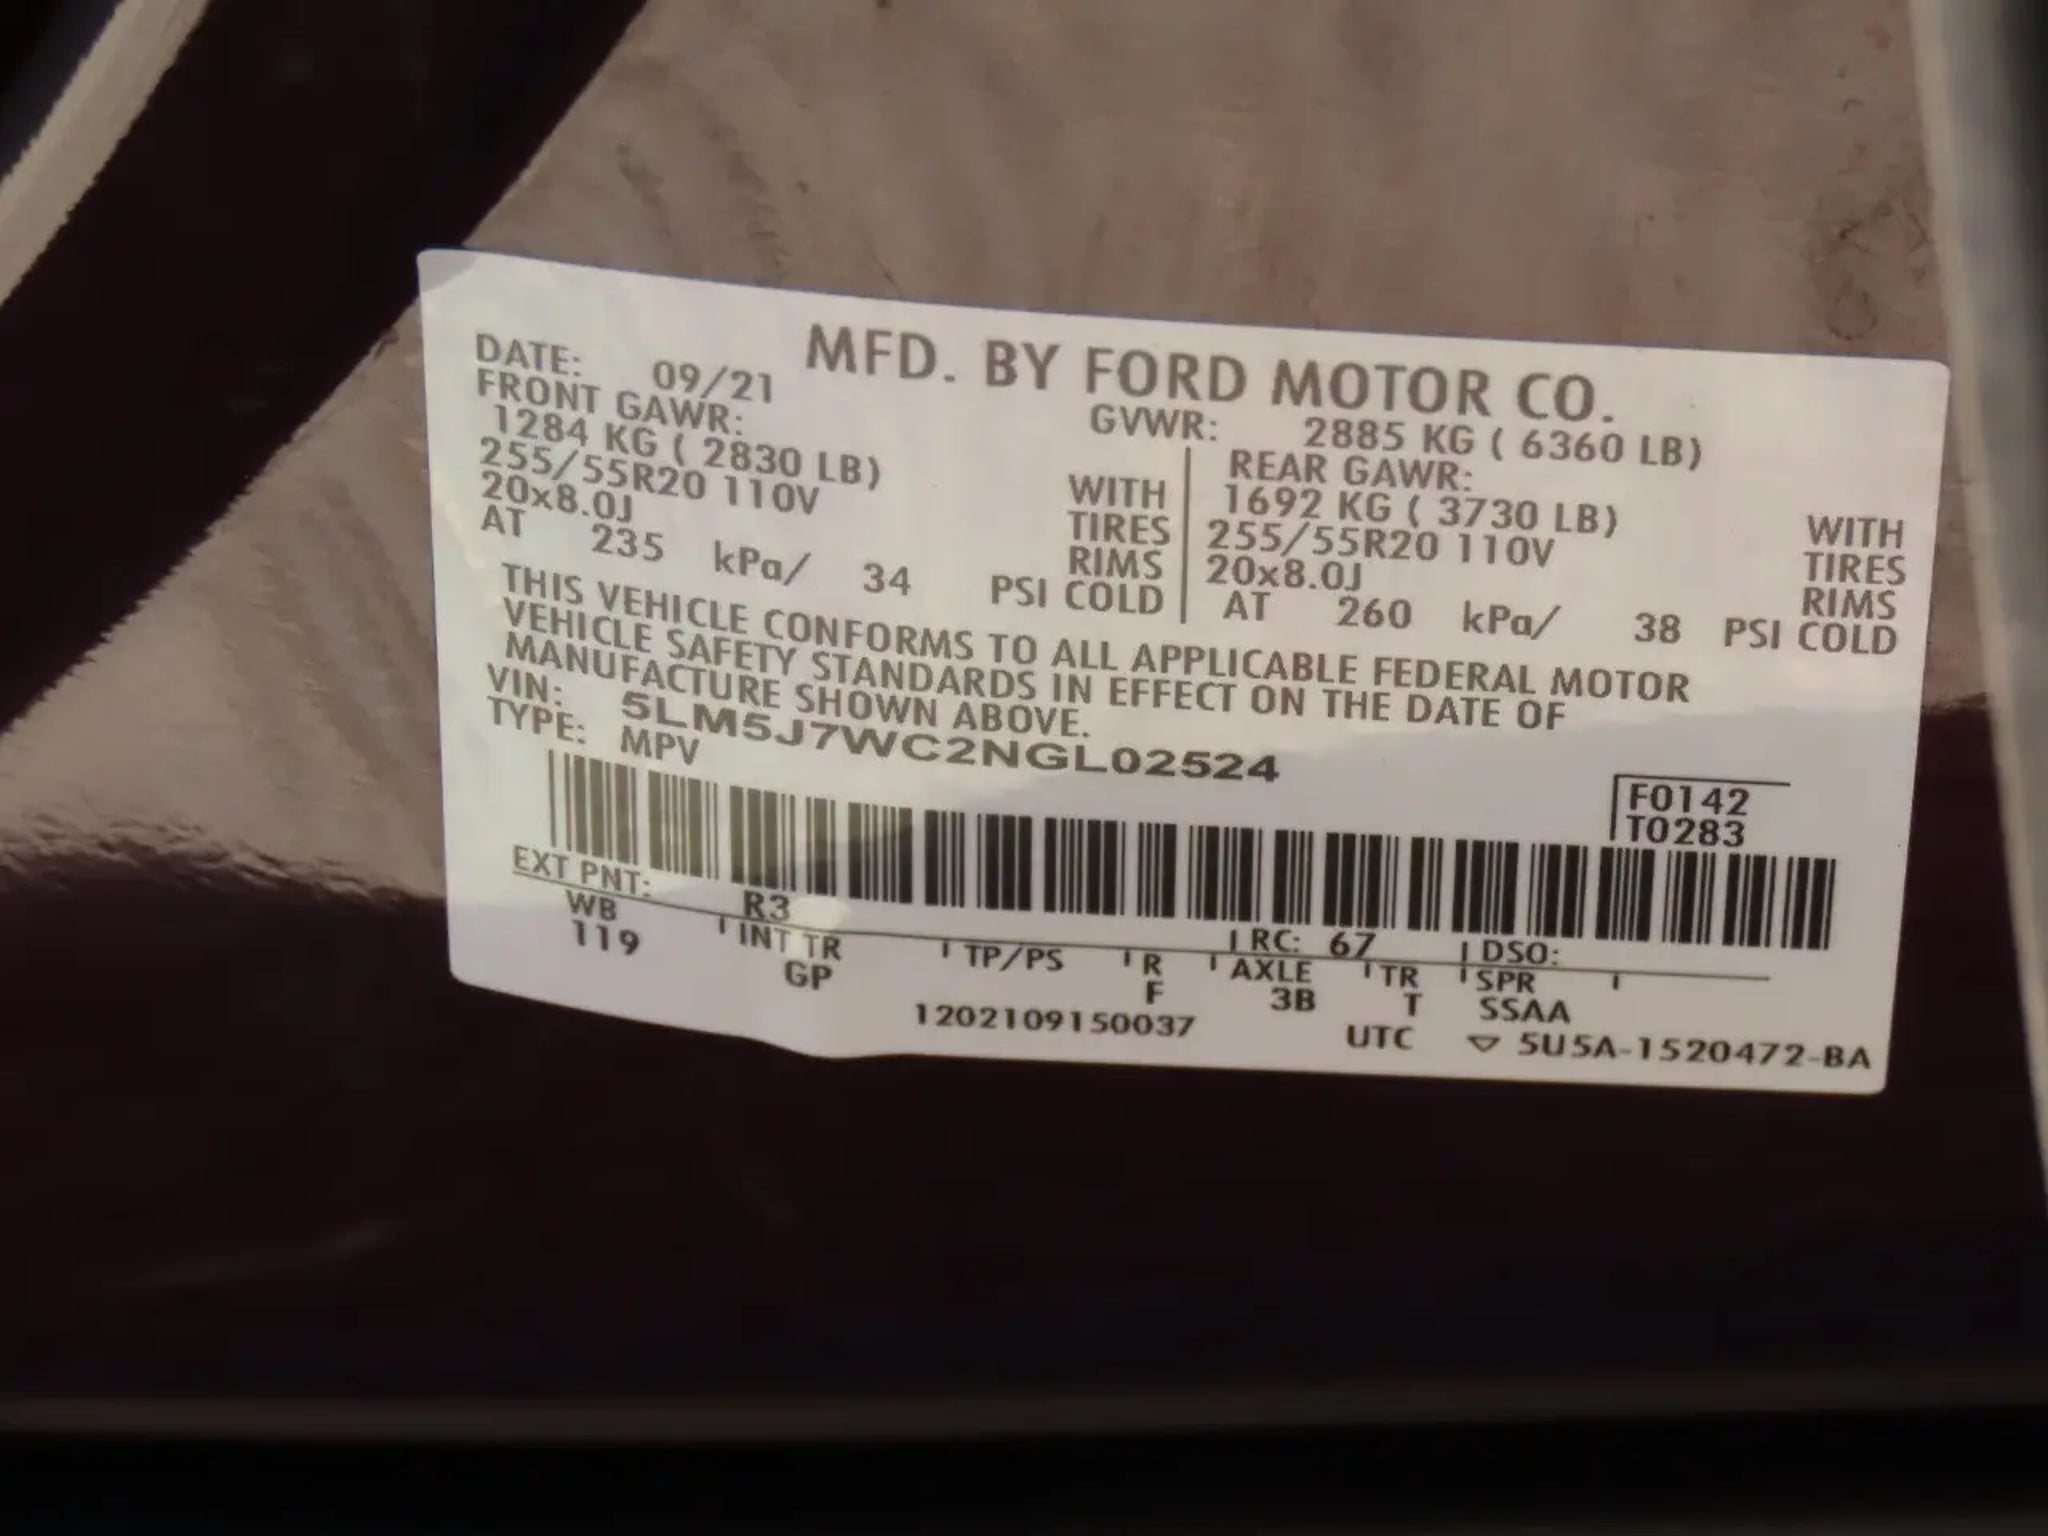 MFD. BY FORD MOTOR CO.
DATE: 09/21
GVWR: 2885 KG ( 6360 LB)
FRONT GAWR:
1284 KG ( 2830 LB) WITH
255/55R20 110V TIRES
20x8.0J RIMS
AT 235 kPa/ 34 PSI COLD
REAR GAWR:
1692 KG ( 3730 LB) WITH
255/55R20 110V TIRES
20x8.0J RIMS
AT 260 kPa/ 38 PSI COLD
THIS VEHICLE CONFORMS TO ALL APPLICABLE FEDERAL MOTOR
VEHICLE SAFETY STANDARDS IN EFFECT ON THE DATE OF
MANUFACTURE SHOWN ABOVE.
VIN: 5LM5J7WC2NGL02524
TYPE: MPV
F0142
T0283
EXT PNT: R3 RC: 67 DSO:
WB INT TR TP/PS R AXLE TR SPR
119 GP F 3B T SSAA
1202109150037 UTC ▽ 5U5A-1520472-BA